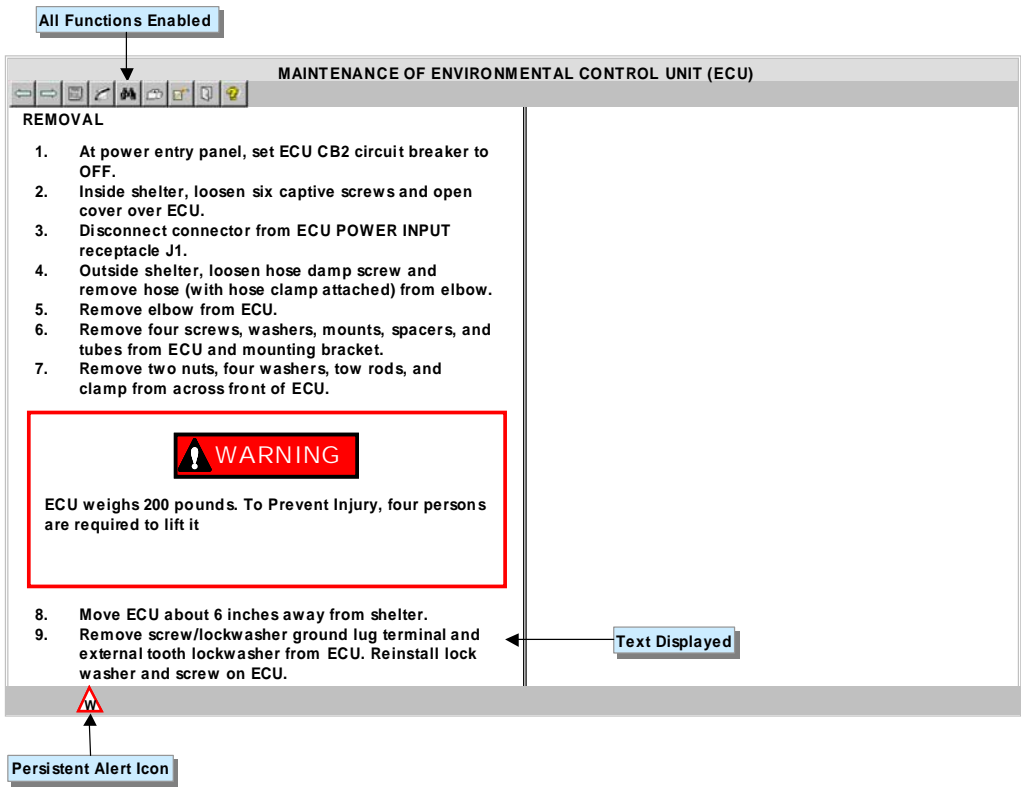 All Functions Enabled
MAINTENANCE OF ENVIRONMENTAL CONTROL UNIT (ECU)
REMOVAL
1. At power entry panel, set ECU CB2 circuit breaker to
OFF.
2. Inside shelter, loosen six captive screws and open
cover over ECU.
3. Disconnect connector from ECU POWER INPUT
receptacle J1.
4. Outside shelter, loosen hose damp screw and
remove hose (with hose clamp attached) from elbow.
5. Remove elbow from ECU.
6. Remove four screws, washers, mounts, spacers, and
tubes from ECU and mounting bracket.
7. Remove two nuts, four washers, tow rods, and
clamp from across front of ECU.
WARNING
ECU weighs 200 pounds. To Prevent Injury, four persons
are required to lift it
8. Move ECU about 6 inches away from shelter.
9. Remove screw/lockwasher ground lug terminal and
external tooth lockwasher from ECU. Reinstall lock
washer and screw on ECU.
Text Displayed
W
Persistent Alert Icon